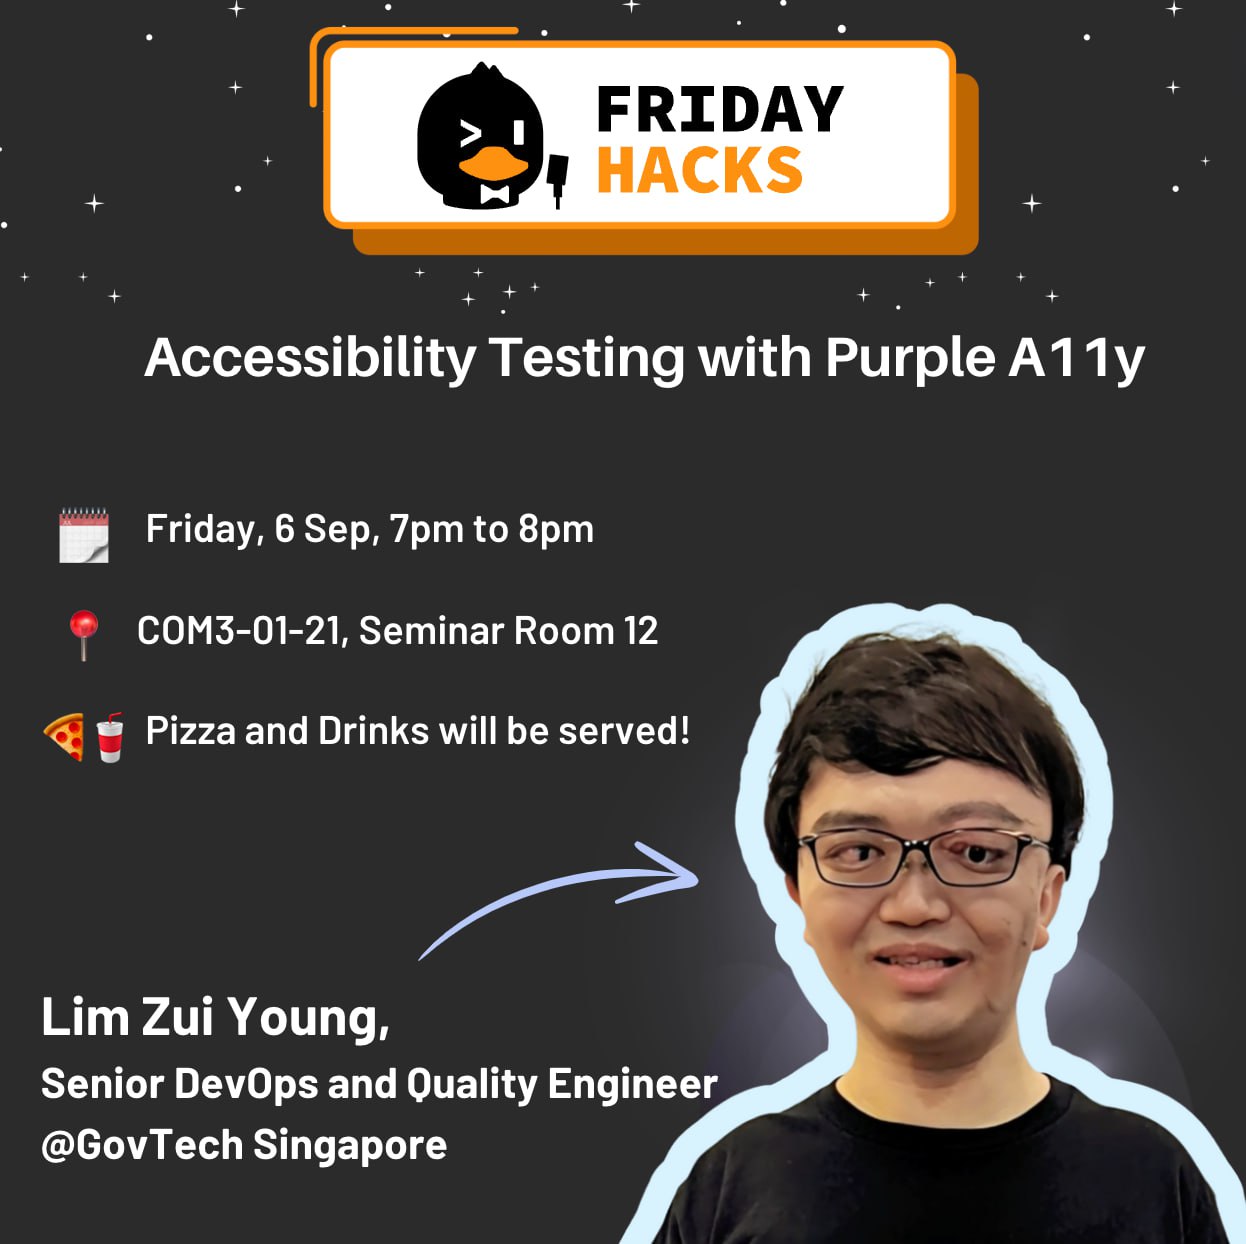 FRIDAY
HACKS
Accessibility Testing with Purple A11y
Friday, 6 Sep, 7pm to 8pm
COM3-01-21, Seminar Room 12
Pizza and Drinks will be served!
Lim Zui Young,
Senior DevOps and Quality Engineer
@GovTech Singapore